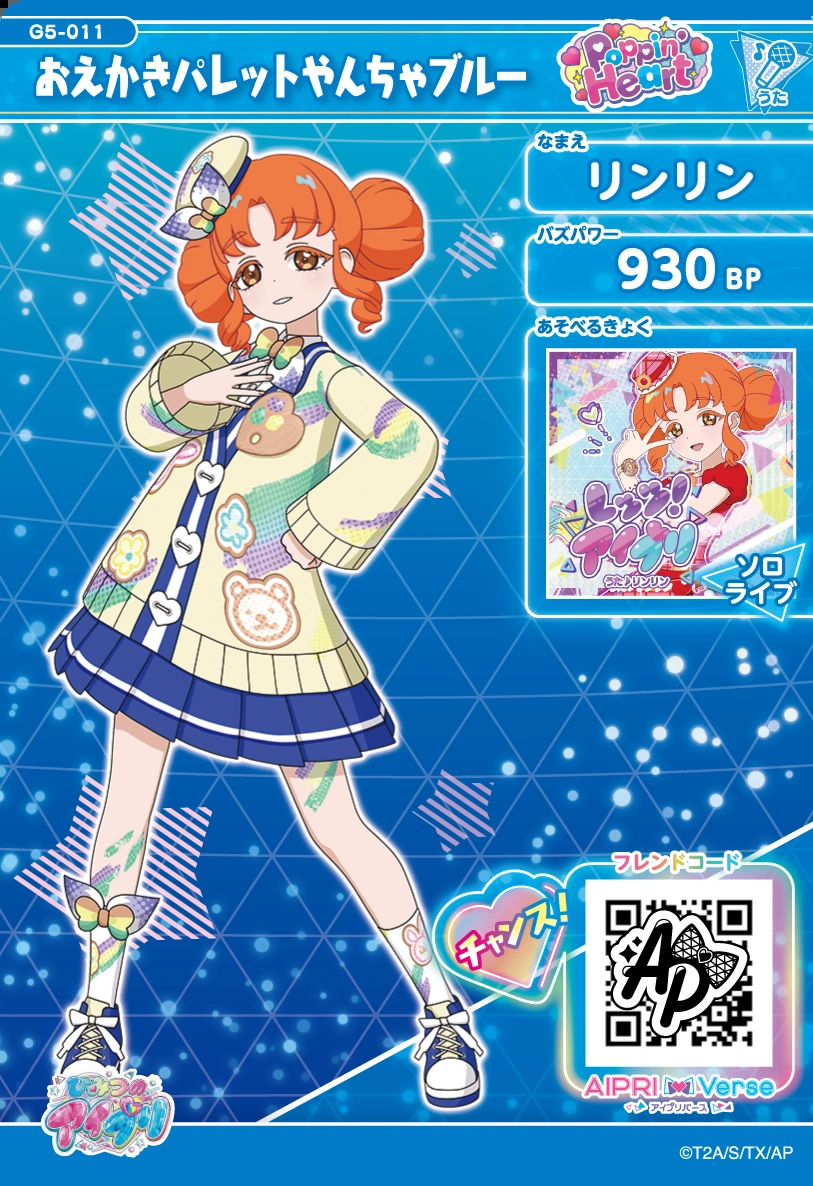 G5-011
おえかきパレットやんちゃブルー
Poppin'
Heart
うた
なまえ
リンリン
バズパワー
930 BP
あそべるきょく
レッツ!
アイプリ
うた♪リンリン
ソロ
ライブ
フレンドコード
チャンス!
AP
AIPRI Verse
アイプリバース
ひみつの
アイプリ
©T2A/S/TX/AP